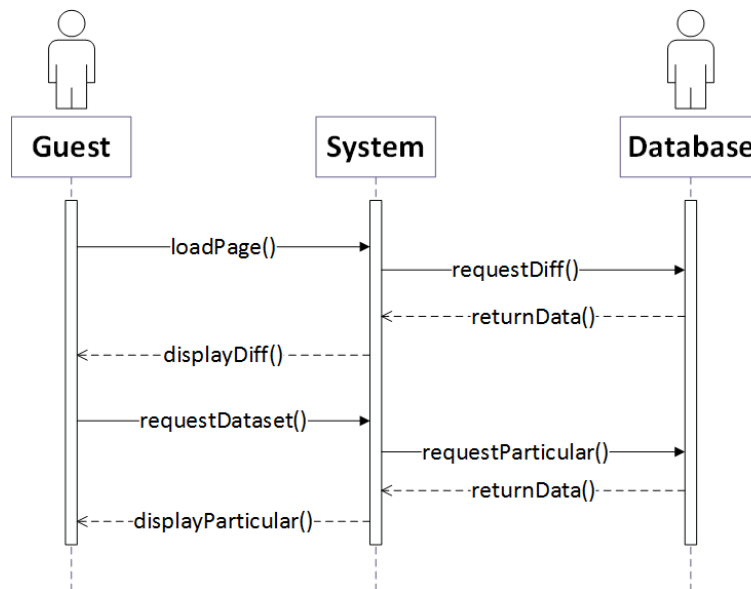 Guest
System
Database
loadPage()
requestDiff()
returnData()
displayDiff()
requestDataset()
requestParticular()
returnData()
displayParticular()